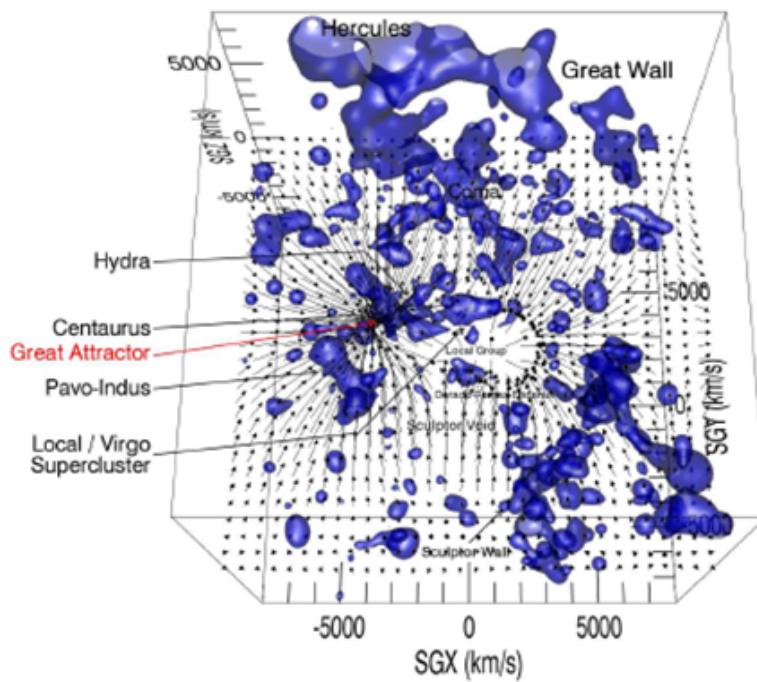 Hercules
Great Wall
5000
SGZ km/s
0
-5000
Coma
Hydra
5000
Centaurus
Great Attractor
Local Group
Pavo-Indus
0
SGY (km/s)
Sculptor Void
Local / Virgo
Supercluster
-5000
Sculptor Wall
-5000
0
5000
SGX (km/s)